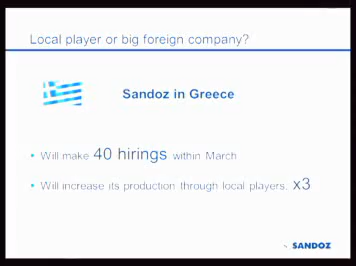 Local player or big foreign company?
Sandoz in Greece
• Will make 40 hirings within March
• Will increase its production through local players, x3
SANDOZ